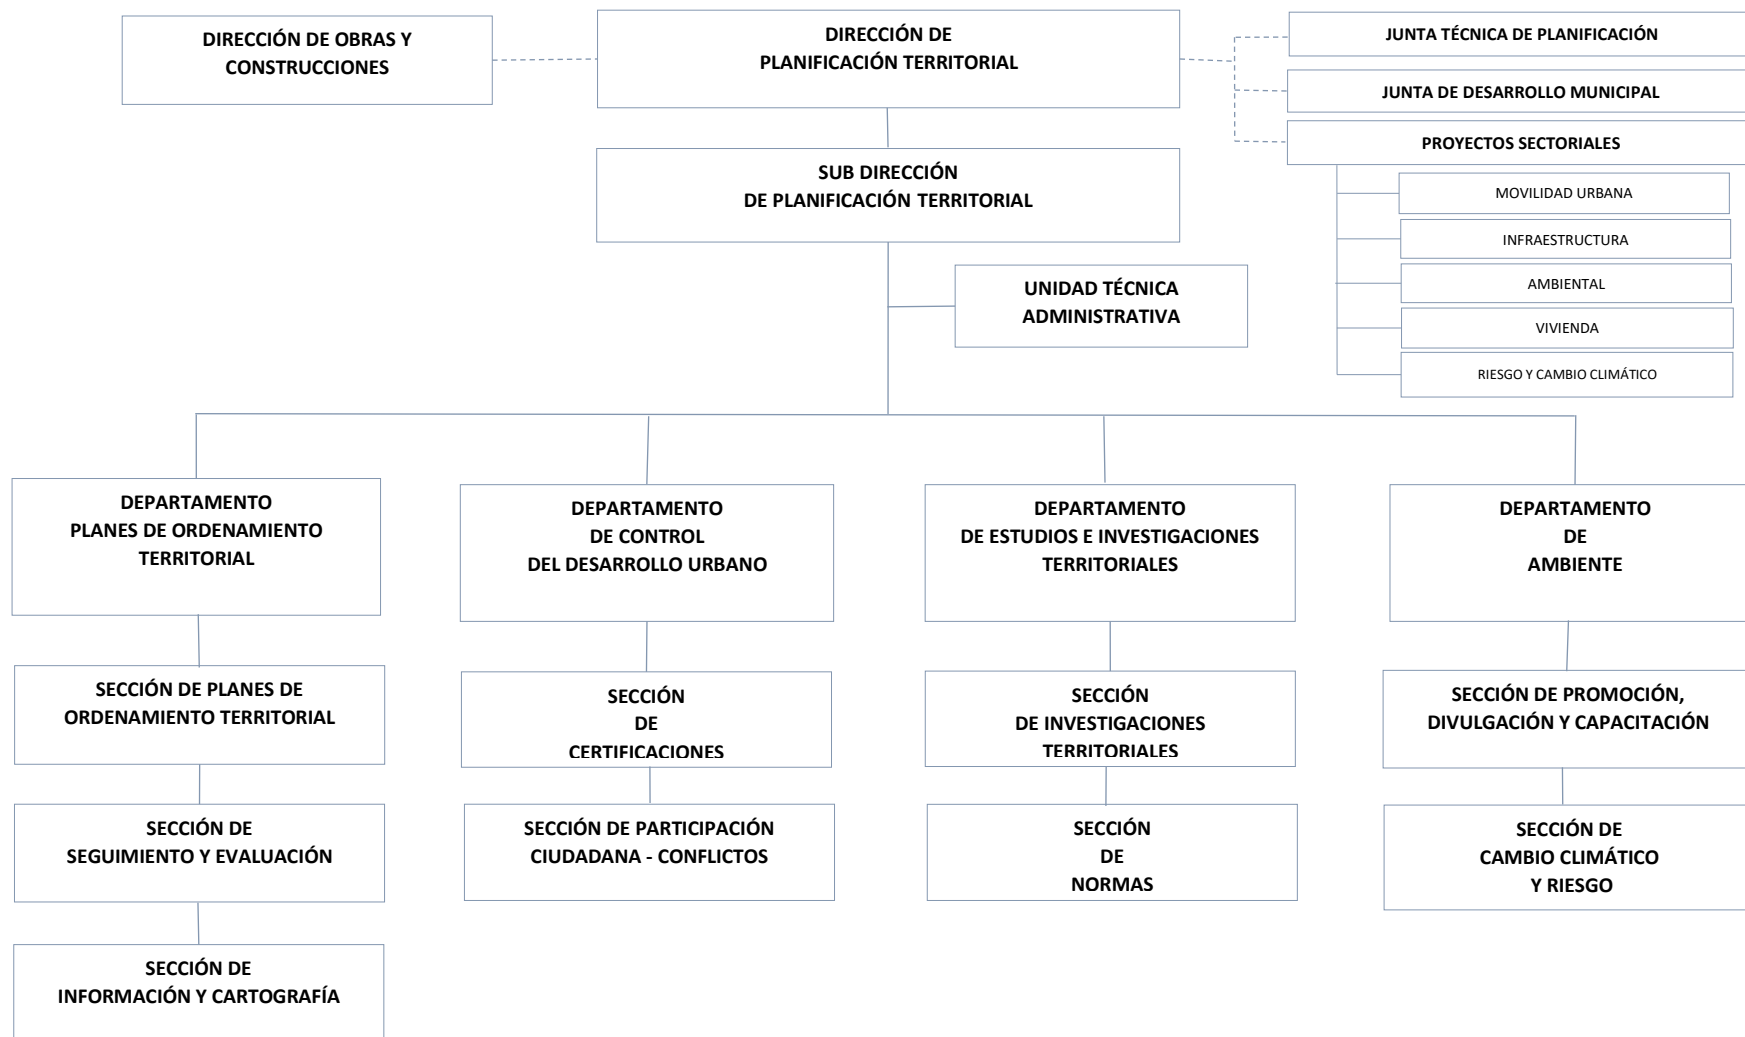 DIRECCIÓN DE OBRAS Y
CONSTRUCCIONES
DIRECCIÓN DE
PLANIFICACIÓN TERRITORIAL
JUNTA TÉCNICA DE PLANIFICACIÓN
JUNTA DE DESARROLLO MUNICIPAL
PROYECTOS SECTORIALES
MOVILIDAD URBANA
INFRAESTRUCTURA
AMBIENTAL
VIVIENDA
RIESGO Y CAMBIO CLIMÁTICO
SUB DIRECCIÓN
DE PLANIFICACIÓN TERRITORIAL
UNIDAD TÉCNICA
ADMINISTRATIVA
DEPARTAMENTO
PLANES DE ORDENAMIENTO
TERRITORIAL
DEPARTAMENTO
DE CONTROL
DEL DESARROLLO URBANO
DEPARTAMENTO
DE ESTUDIOS E INVESTIGACIONES
TERRITORIALES
DEPARTAMENTO
DE
AMBIENTE
SECCIÓN DE PLANES DE
ORDENAMIENTO TERRITORIAL
SECCIÓN
DE
CERTIFICACIONES
SECCIÓN
DE INVESTIGACIONES
TERRITORIALES
SECCIÓN DE PROMOCIÓN,
DIVULGACIÓN Y CAPACITACIÓN
SECCIÓN DE
SEGUIMIENTO Y EVALUACIÓN
SECCIÓN DE PARTICIPACIÓN
CIUDADANA - CONFLICTOS
SECCIÓN
DE
NORMAS
SECCIÓN DE
CAMBIO CLIMÁTICO
Y RIESGO
SECCIÓN DE
INFORMACIÓN Y CARTOGRAFÍA